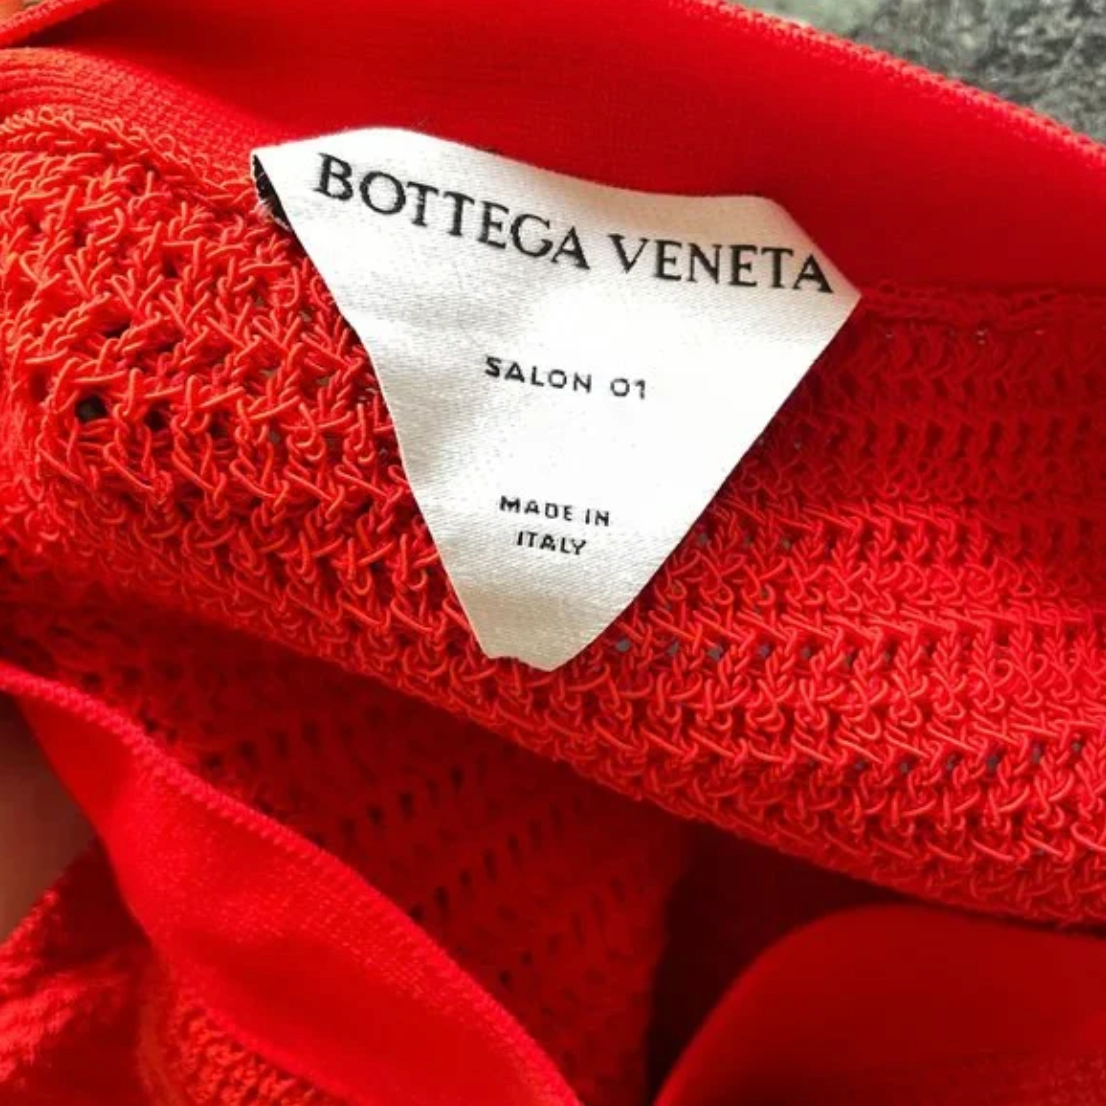 BOTTEGA VENETA
SALON 01
MADE IN
ITALY